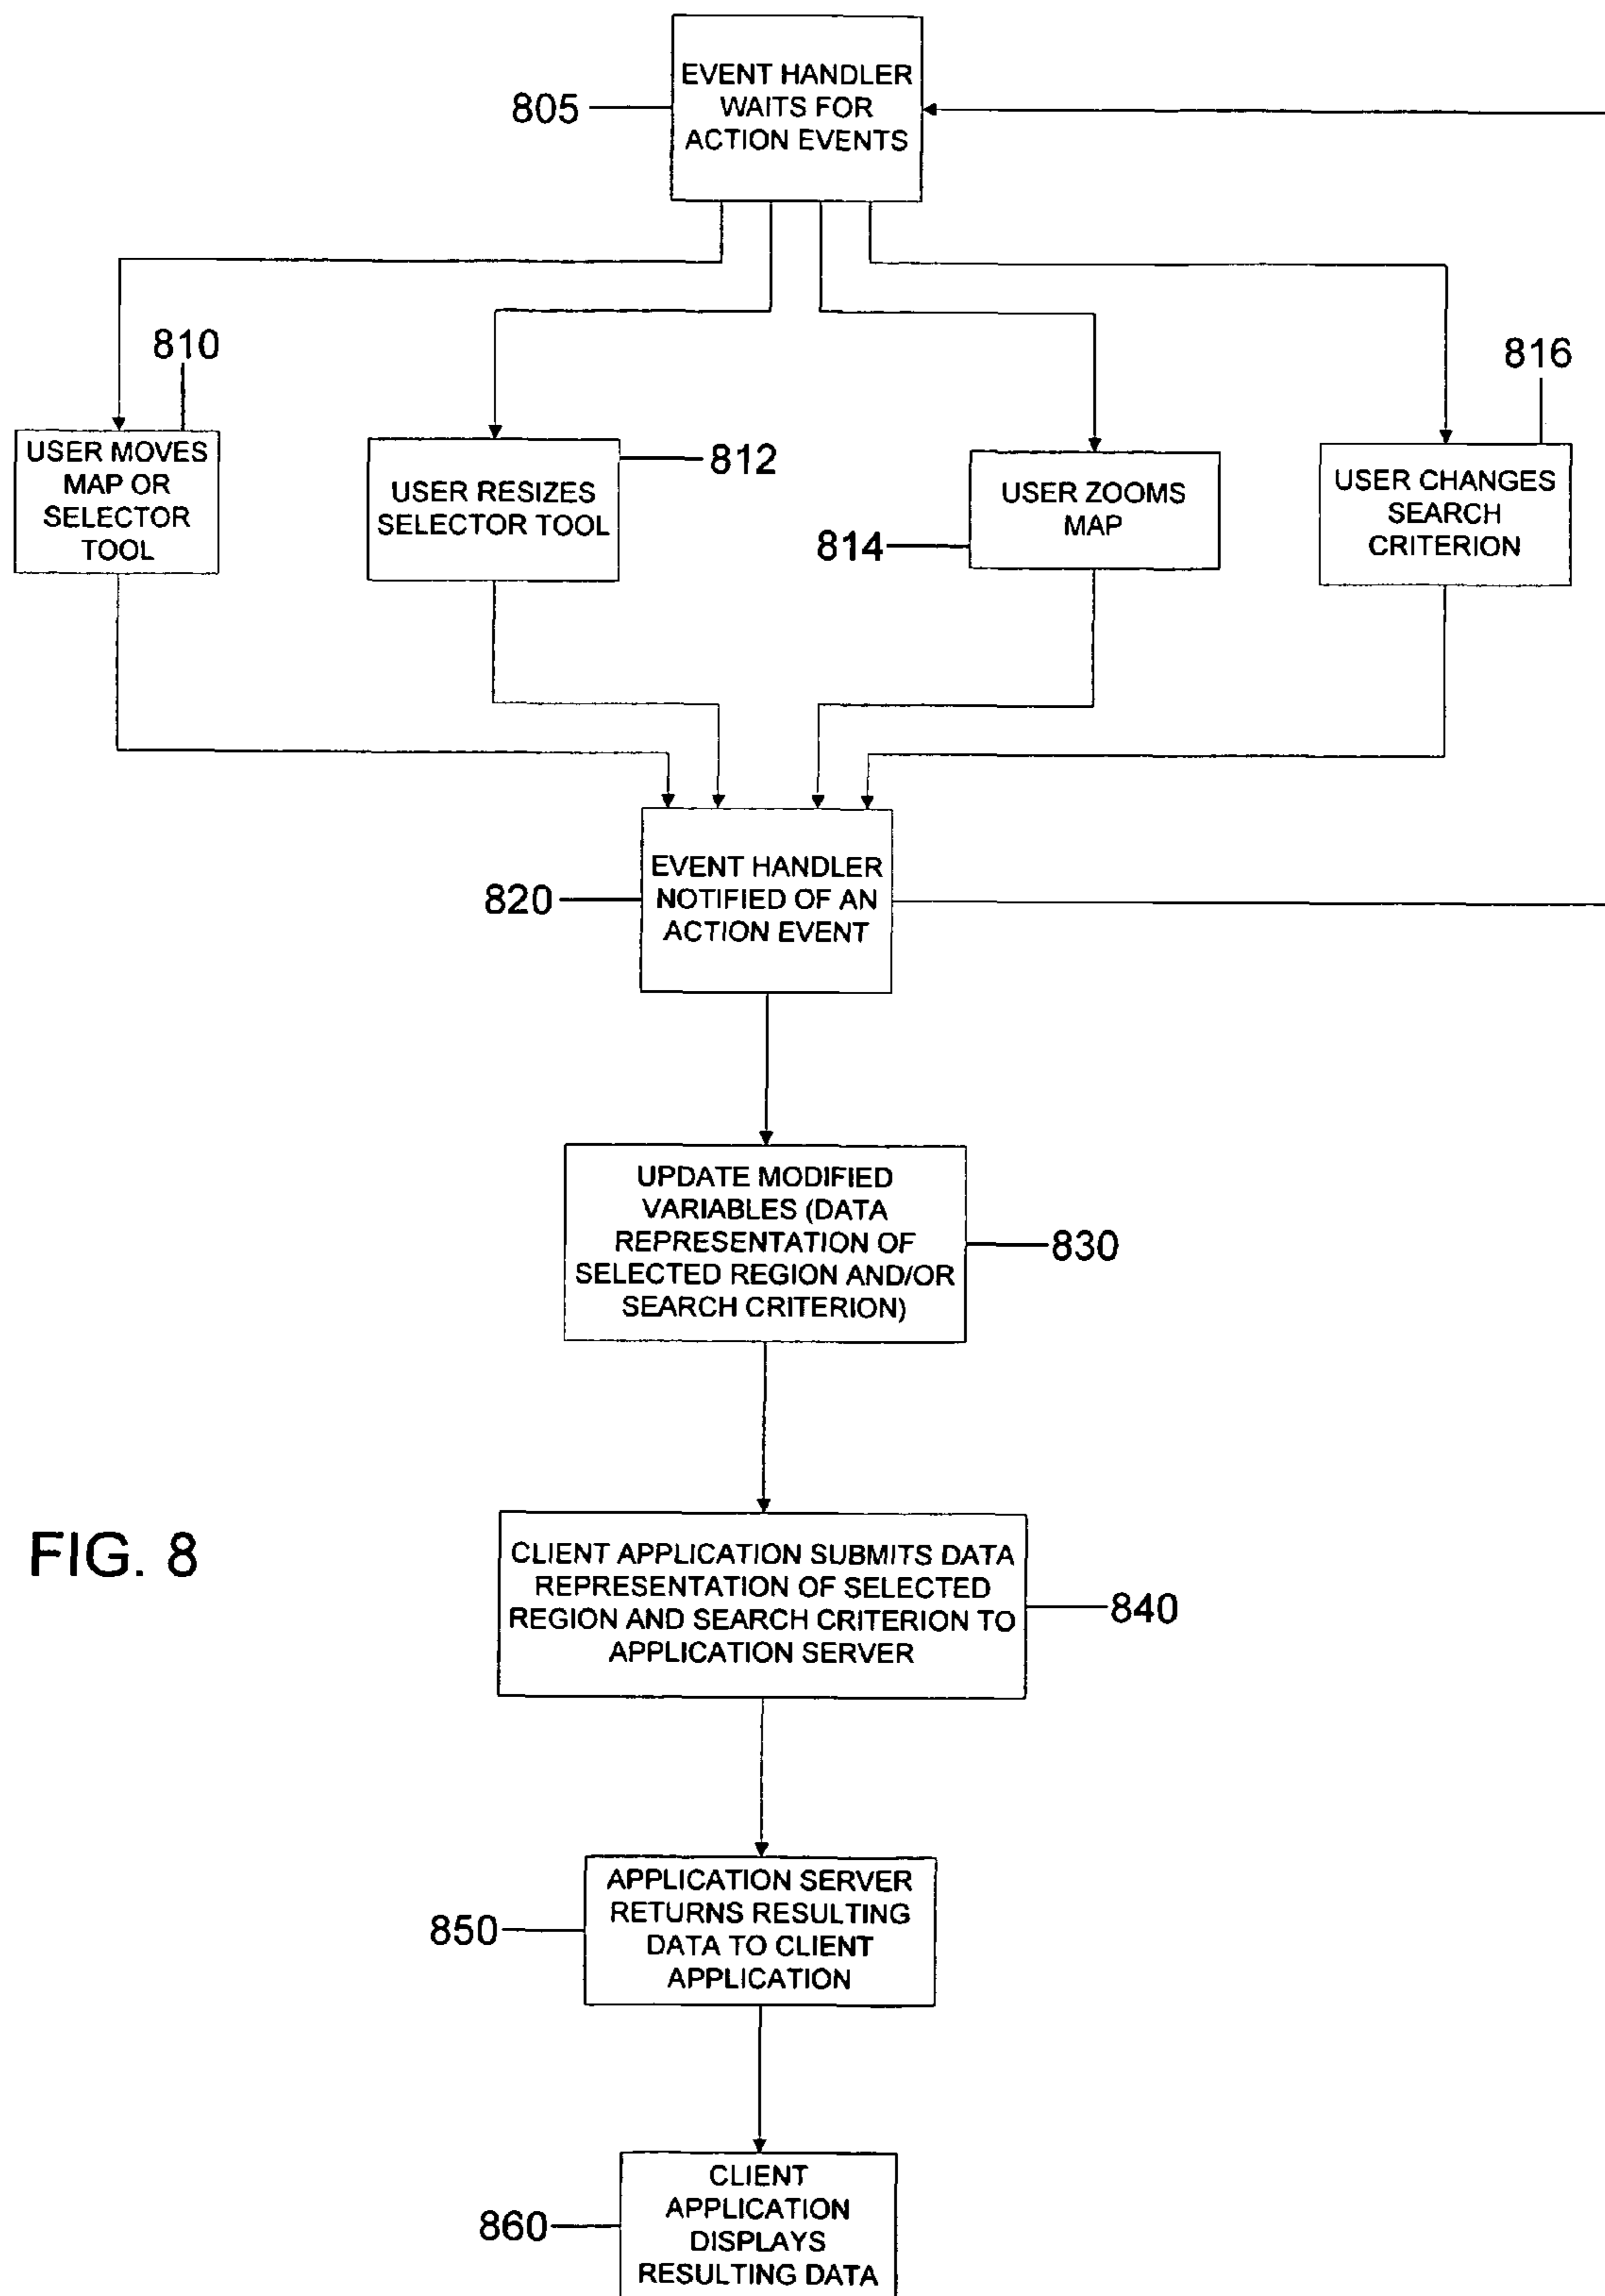 EVENT HANDLER
WAITS FOR
ACTION EVENTS
805
810
USER MOVES
MAP OR
SELECTOR
TOOL
USER RESIZES
SELECTOR TOOL
812
USER ZOOMS
MAP
814
816
USER CHANGES
SEARCH
CRITERION
EVENT HANDLER
NOTIFIED OF AN
ACTION EVENT
820
UPDATE MODIFIED
VARIABLES (DATA
REPRESENTATION OF
SELECTED REGION AND/OR
SEARCH CRITERION)
830
FIG. 8
CLIENT APPLICATION SUBMITS DATA
REPRESENTATION OF SELECTED
REGION AND SEARCH CRITERION TO
APPLICATION SERVER
840
APPLICATION SERVER
RETURNS RESULTING
DATA TO CLIENT
APPLICATION
850
CLIENT
APPLICATION
DISPLAYS
RESULTING DATA
860